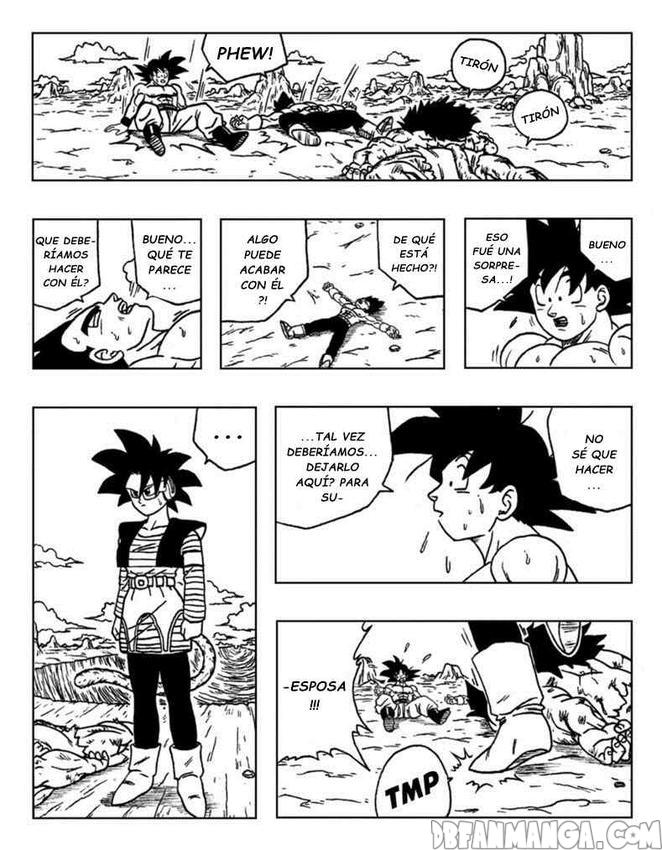 TIRÓN
TIRÓN
PHEW!
BUENO
...
ESO
FUÉ UNA
SORPRE-
SA...!
DE QUÉ
ESTÁ
HECHO?!
ALGO
PUEDE
ACABAR
CON ÉL
?!
BUENO...
QUÉ TE
PARECE
...
QUE DEBE-
RÍAMOS
HACER
CON ÉL?
NO
SÉ QUE
HACER
...
...TAL VEZ
DEBERÍAMOS...
DEJARLO
AQUÍ? PARA
SU-
-ESPOSA
!!!
TMP
...
DBFANMANGA.COM